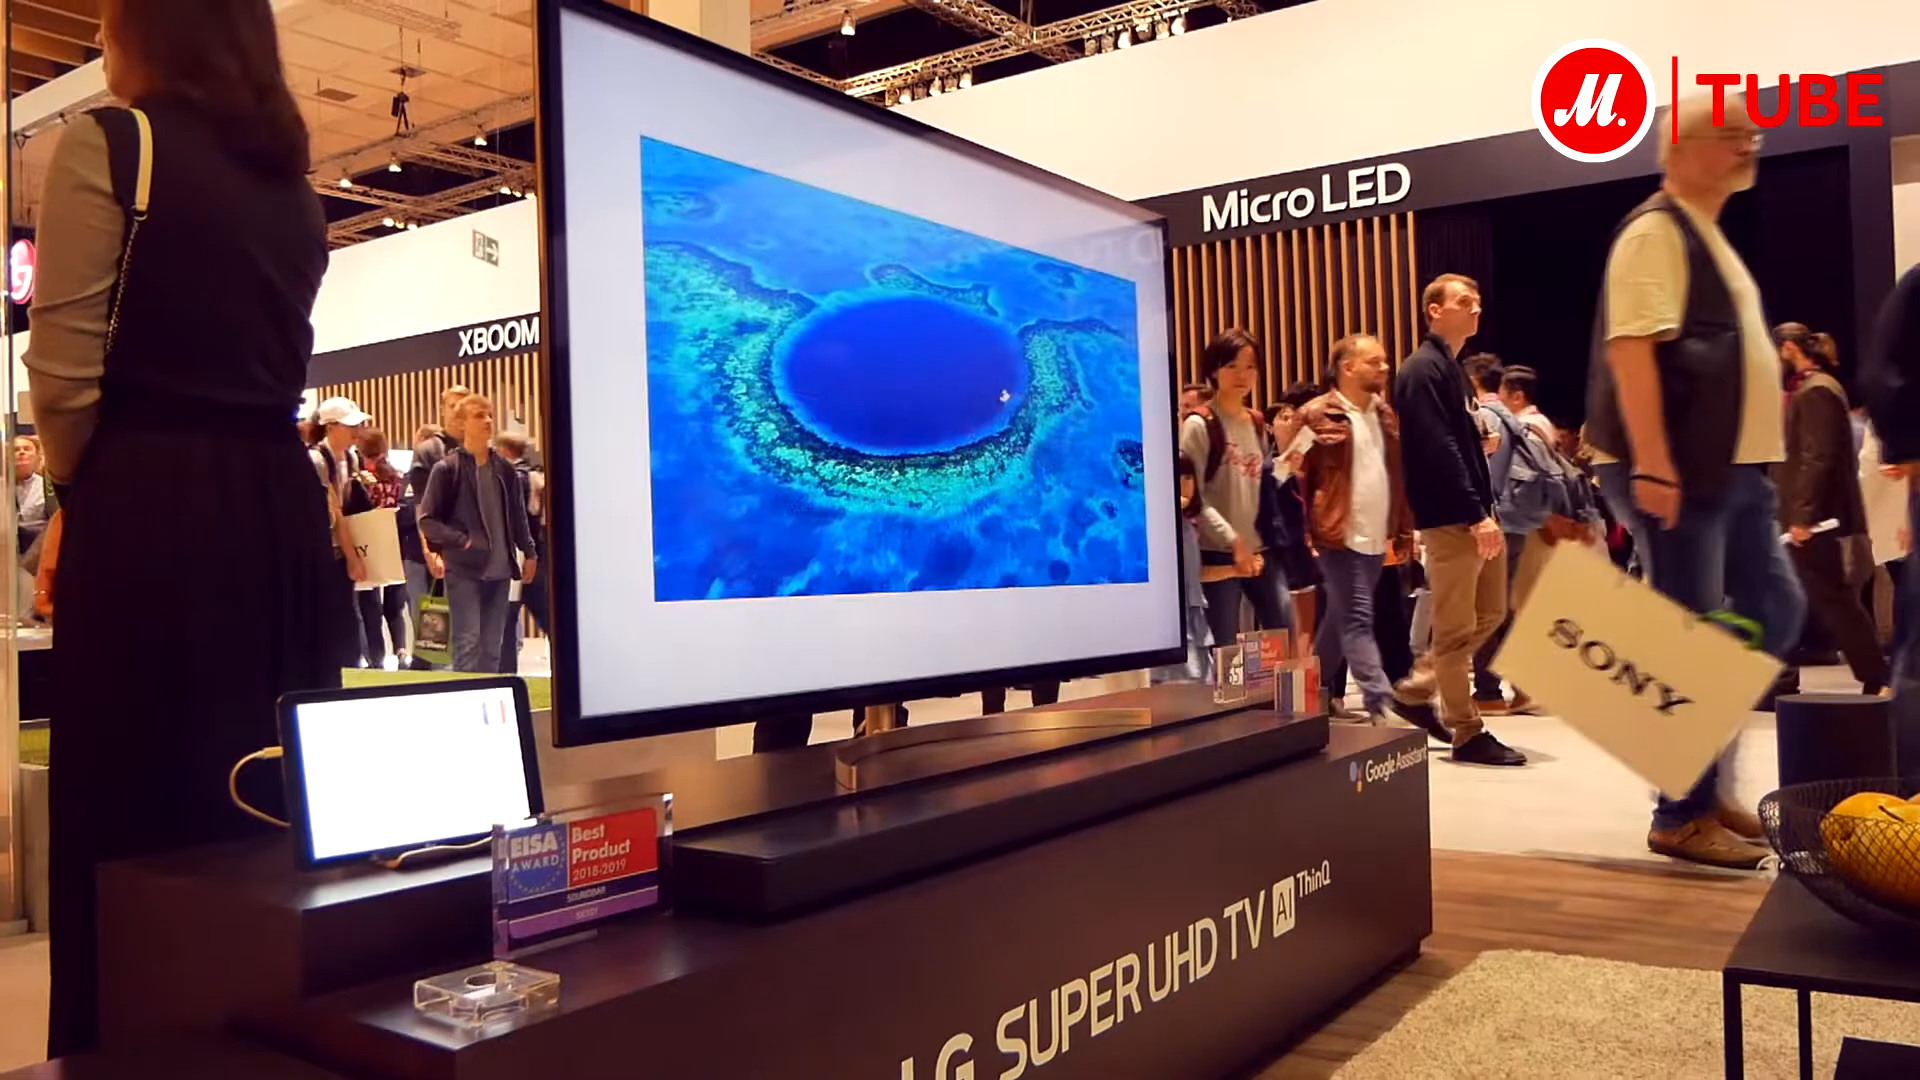 M. TUBE
Micro LED
XBOOM
SONY
Google Assistant
EISA
AWARD
Best
Product
2018-2019
SOUNDBAR
LG SUPER UHD TV AI ThinQ